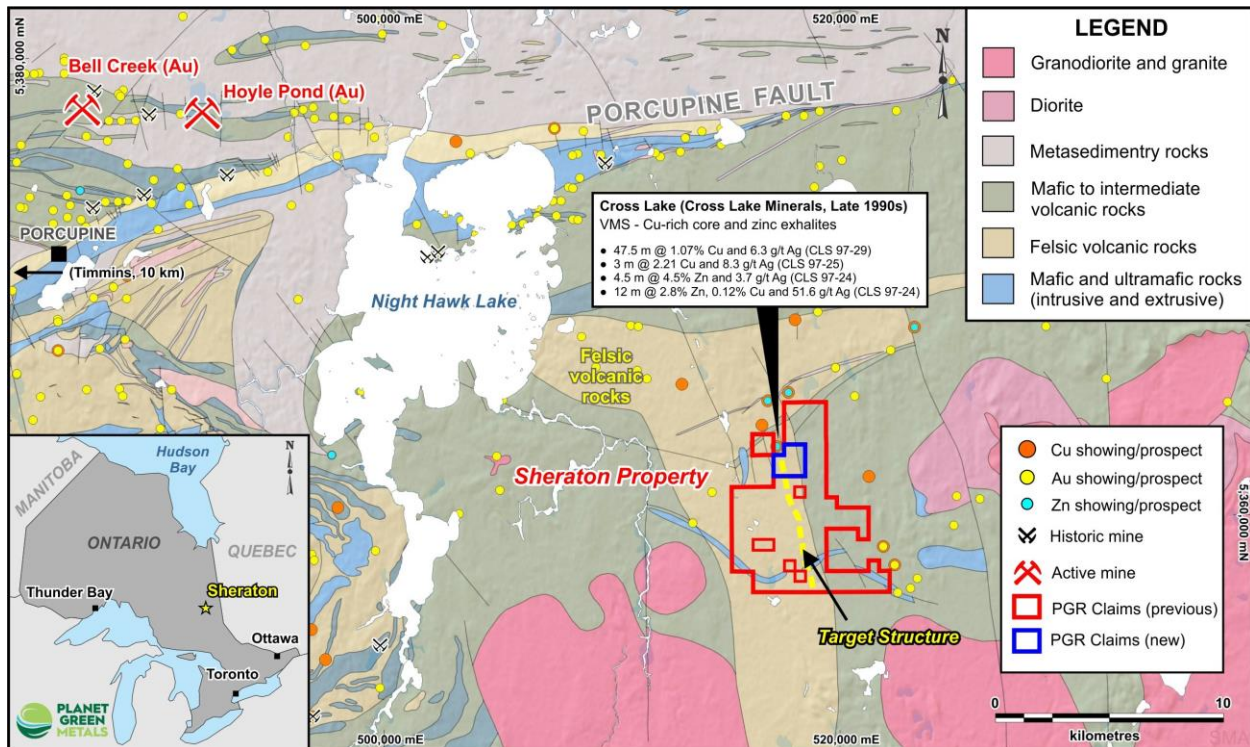 500,000 mE
520,000 mE
5,380,000 mN
Bell Creek (Au)
Hoyle Pond (Au)
PORCUPINE FAULT
N
LEGEND
Granodiorite and granite
Diorite
Metasedimentry rocks
Mafic to intermediate
volcanic rocks
Felsic volcanic rocks
Mafic and ultramafic rocks
(intrusive and extrusive)
Cross Lake (Cross Lake Minerals, Late 1990s)
VMS - Cu-rich core and zinc exhalites
• 47.5 m @ 1.07% Cu and 6.3 g/t Ag (CLS 97-29)
• 3 m @ 2.21 Cu and 8.3 g/t Ag (CLS 97-25)
• 4.5 m @ 4.5% Zn and 3.7 g/t Ag (CLS 97-24)
• 12 m @ 2.8% Zn, 0.12% Cu and 51.6 g/t Ag (CLS 97-24)
PORCUPINE
(Timmins, 10 km)
Night Hawk Lake
Felsic
volcanic
rocks
Sheraton Property
Target Structure
5,360,000 mN
Cu showing/prospect
Au showing/prospect
Zn showing/prospect
Historic mine
Active mine
PGR Claims (previous)
PGR Claims (new)
0
10
kilometres
SMA
500,000 mE
520,000 mE
Hudson
Bay
N
MANITOBA
ONTARIO
QUEBEC
Sheraton
Thunder Bay
Ottawa
Toronto
PLANET
GREEN
METALS